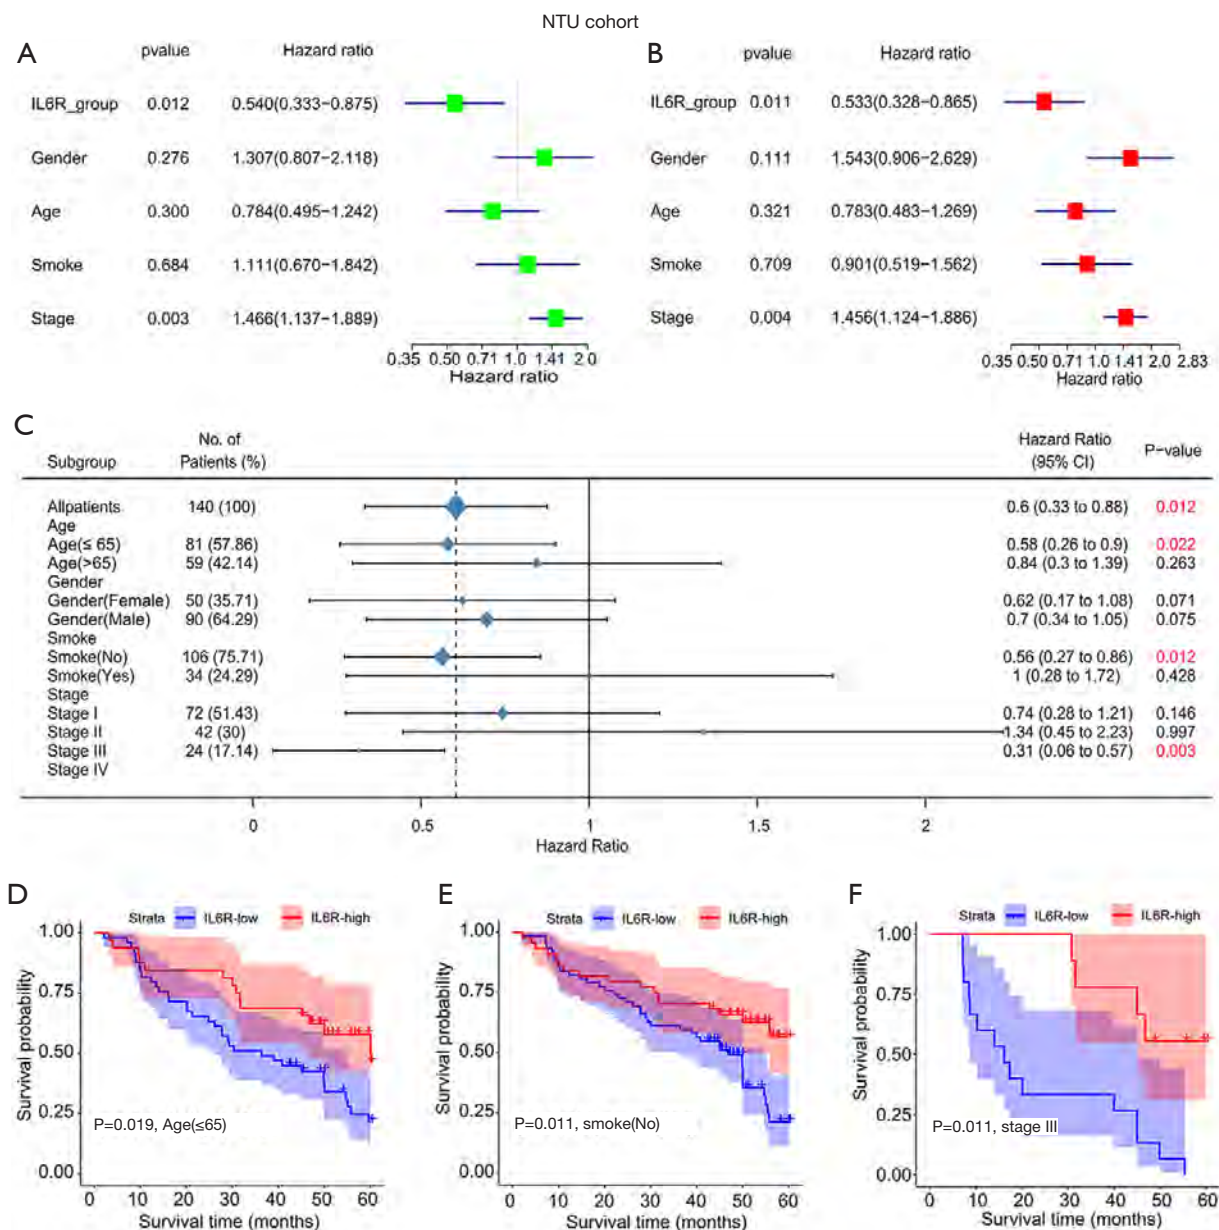 NTU cohort
A
pvalue Hazard ratio
IL6R_group 0.012 0.540(0.333−0.875)
Gender 0.276 1.307(0.807−2.118)
Age 0.300 0.784(0.495−1.242)
Smoke 0.684 1.111(0.670−1.842)
Stage 0.003 1.466(1.137−1.889)
0.35 0.50 0.71 1.0 1.41 2.0
Hazard ratio
B
pvalue Hazard ratio
IL6R_group 0.011 0.533(0.328−0.865)
Gender 0.111 1.543(0.906−2.629)
Age 0.321 0.783(0.483−1.269)
Smoke 0.709 0.901(0.519−1.562)
Stage 0.004 1.456(1.124−1.886)
0.35 0.50 0.71 1.0 1.41 2.0 2.83
Hazard ratio
C
No. of Hazard Ratio
Subgroup Patients (%) (95% CI) P−value
Allpatients 140 (100) 0.6 (0.33 to 0.88) 0.012
Age
Age(≤ 65) 81 (57.86) 0.58 (0.26 to 0.9) 0.022
Age(>65) 59 (42.14) 0.84 (0.3 to 1.39) 0.263
Gender
Gender(Female) 50 (35.71) 0.62 (0.17 to 1.08) 0.071
Gender(Male) 90 (64.29) 0.7 (0.34 to 1.05) 0.075
Smoke
Smoke(No) 106 (75.71) 0.56 (0.27 to 0.86) 0.012
Smoke(Yes) 34 (24.29) 1 (0.28 to 1.72) 0.428
Stage
Stage I 72 (51.43) 0.74 (0.28 to 1.21) 0.146
Stage II 42 (30) 1.34 (0.45 to 2.23) 0.997
Stage III 24 (17.14) 0.31 (0.06 to 0.57) 0.003
Stage IV
0 0.5 1 1.5 2
Hazard Ratio
D
Strata IL6R-low IL6R-high
1.00
0.75
0.50
0.25
0.00
Survival probability
P=0.019, Age(≤65)
0 10 20 30 40 50 60
Survival time (months)
E
Strata IL6R-low IL6R-high
1.00
0.75
0.50
0.25
0.00
Survival probability
P=0.011, smoke(No)
0 10 20 30 40 50 60
Survival time (months)
F
Strata IL6R-low IL6R-high
1.00
0.75
0.50
0.25
0.00
Survival probability
P=0.011, stage III
0 10 20 30 40 50 60
Survival time (months)